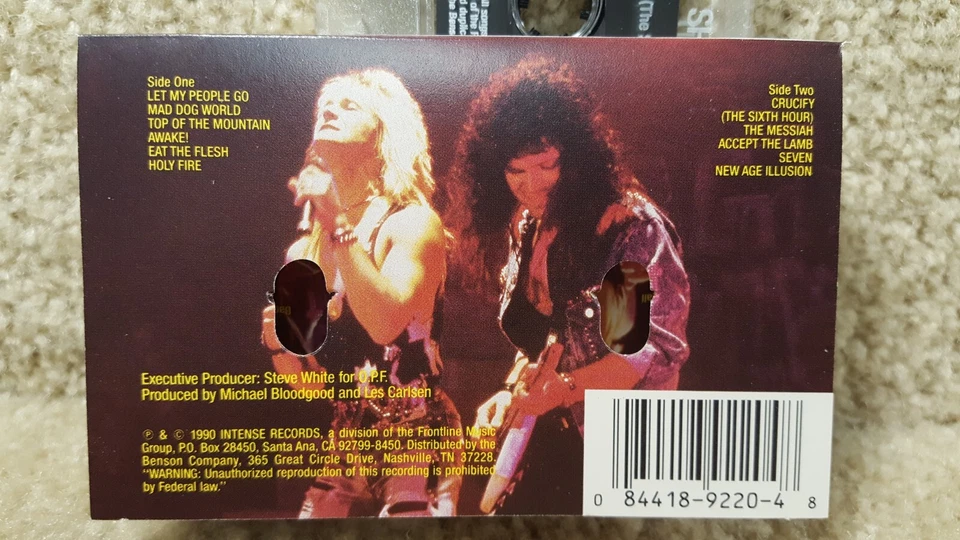 Side One
LET MY PEOPLE GO
MAD DOG WORLD
TOP OF THE MOUNTAIN
AWAKE!
EAT THE FLESH
HOLY FIRE
Side Two
CRUCIFY
(THE SIXTH HOUR)
THE MESSIAH
ACCEPT THE LAMB
SEVEN
NEW AGE ILLUSION
Executive Producer: Steve White for C.P.F.
Produced by Michael Bloodgood and Les Carlsen
℗ & © 1990 INTENSE RECORDS, a division of the Frontline Music
Group, P.O. Box 28450, Santa Ana, CA 92799-8450. Distributed by the
Benson Company, 365 Great Circle Drive, Nashville, TN 37228.
"WARNING: Unauthorized reproduction of this recording is prohibited
by Federal law."
0 84418-9220-4 8